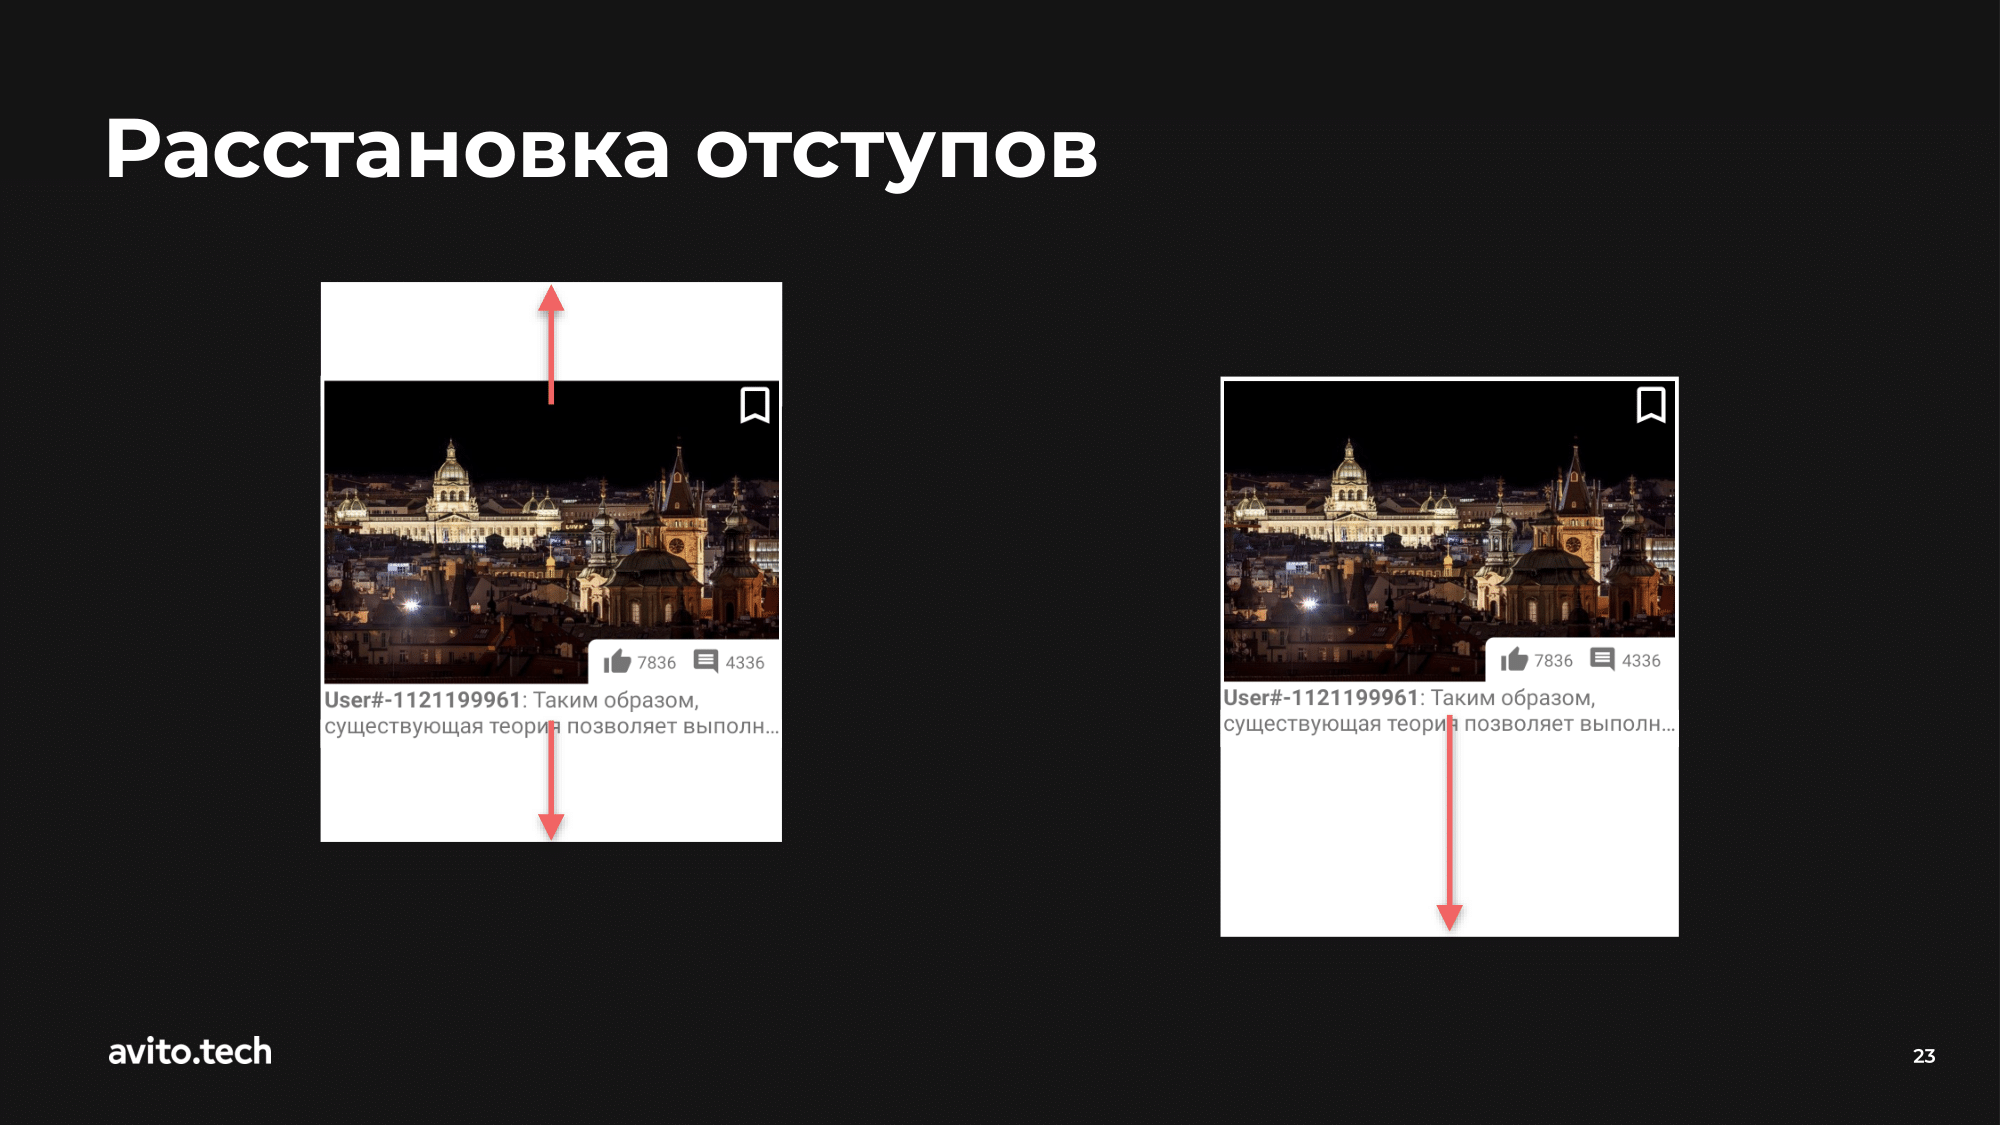 Расстановка отступов
7836 4336
User#-1121199961: Таким образом,
существующая теория позволяет выполн...
7836 4336
User#-1121199961: Таким образом,
существующая теория позволяет выполн...
avito.tech
23